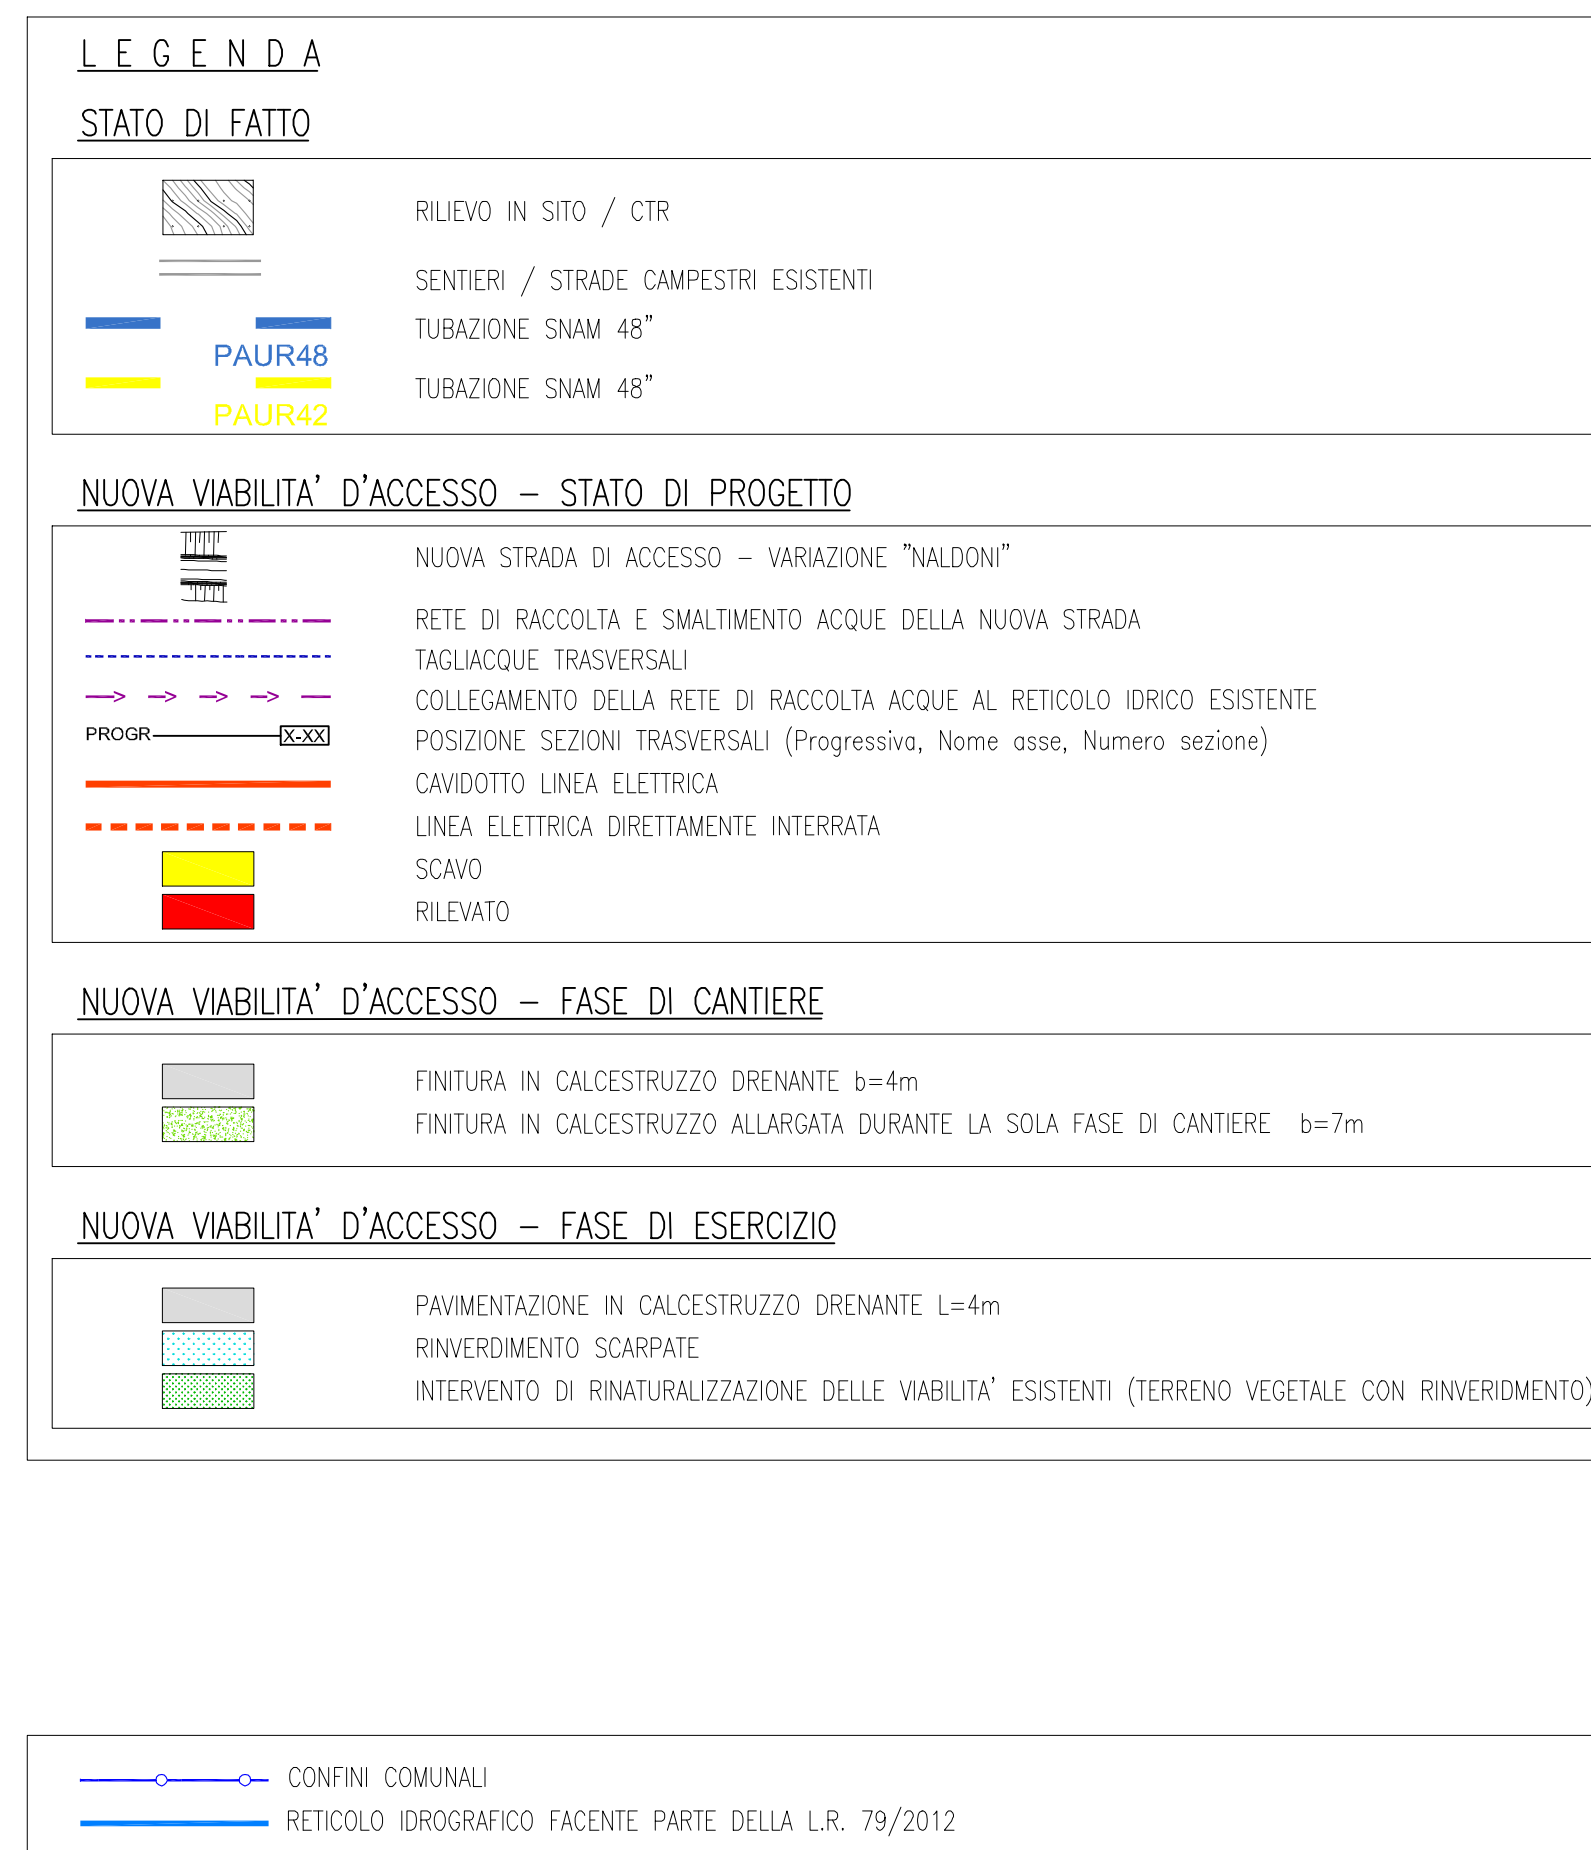 LEGENDA
STATO DI FATTO
RILIEVO IN SITO / CTR
SENTIERI / STRADE CAMPESTRI ESISTENTI
TUBAZIONE SNAM 48"
PAUR48
TUBAZIONE SNAM 48"
PAUR42
NUOVA VIABILITA' D'ACCESSO – STATO DI PROGETTO
NUOVA STRADA DI ACCESSO – VARIAZIONE "NALDONI"
RETE DI RACCOLTA E SMALTIMENTO ACQUE DELLA NUOVA STRADA
TAGLIACQUE TRASVERSALI
COLLEGAMENTO DELLA RETE DI RACCOLTA ACQUE AL RETICOLO IDRICO ESISTENTE
PROGR X-XX POSIZIONE SEZIONI TRASVERSALI (Progressiva, Nome asse, Numero sezione)
CAVIDOTTO LINEA ELETTRICA
LINEA ELETTRICA DIRETTAMENTE INTERRATA
SCAVO
RILEVATO
NUOVA VIABILITA' D'ACCESSO – FASE DI CANTIERE
FINITURA IN CALCESTRUZZO DRENANTE b=4m
FINITURA IN CALCESTRUZZO ALLARGATA DURANTE LA SOLA FASE DI CANTIERE b=7m
NUOVA VIABILITA' D'ACCESSO – FASE DI ESERCIZIO
PAVIMENTAZIONE IN CALCESTRUZZO DRENANTE L=4m
RINVERDIMENTO SCARPATE
INTERVENTO DI RINATURALIZZAZIONE DELLE VIABILITA' ESISTENTI (TERRENO VEGETALE CON RINVERIDMENTO)
CONFINI COMUNALI
RETICOLO IDROGRAFICO FACENTE PARTE DELLA L.R. 79/2012